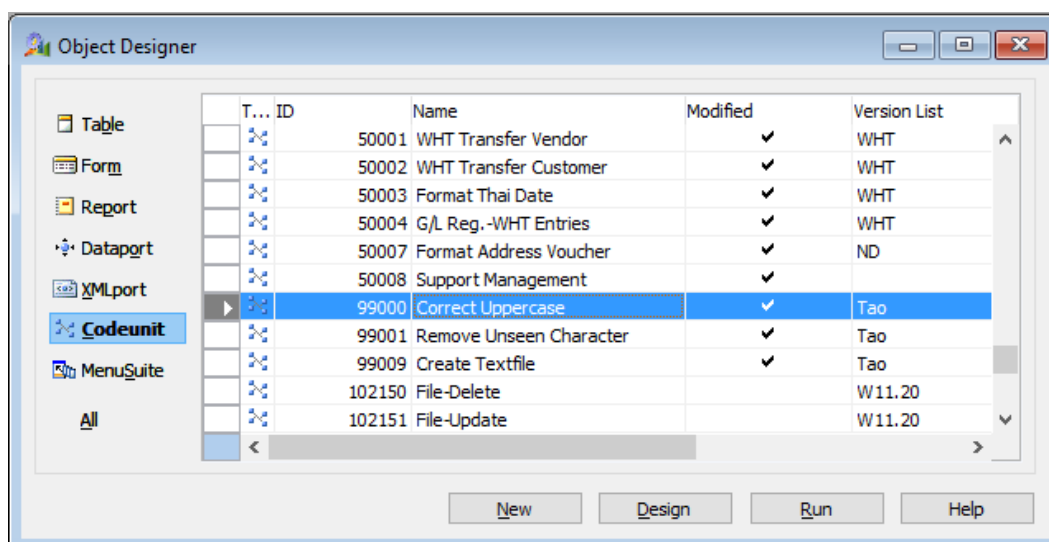 Object Designer
Table
Form
Report
Dataport
XMLport
Codeunit
MenuSuite
All
T... ID Name Modified Version List
50001 WHT Transfer Vendor ✔ WHT
50002 WHT Transfer Customer ✔ WHT
50003 Format Thai Date ✔ WHT
50004 G/L Reg.-WHT Entries ✔ WHT
50007 Format Address Voucher ✔ ND
50008 Support Management ✔
99000 Correct Uppercase ✔ Tao
99001 Remove Unseen Character ✔ Tao
99009 Create Textfile ✔ Tao
102150 File-Delete W11.20
102151 File-Update W11.20
New Design Run Help